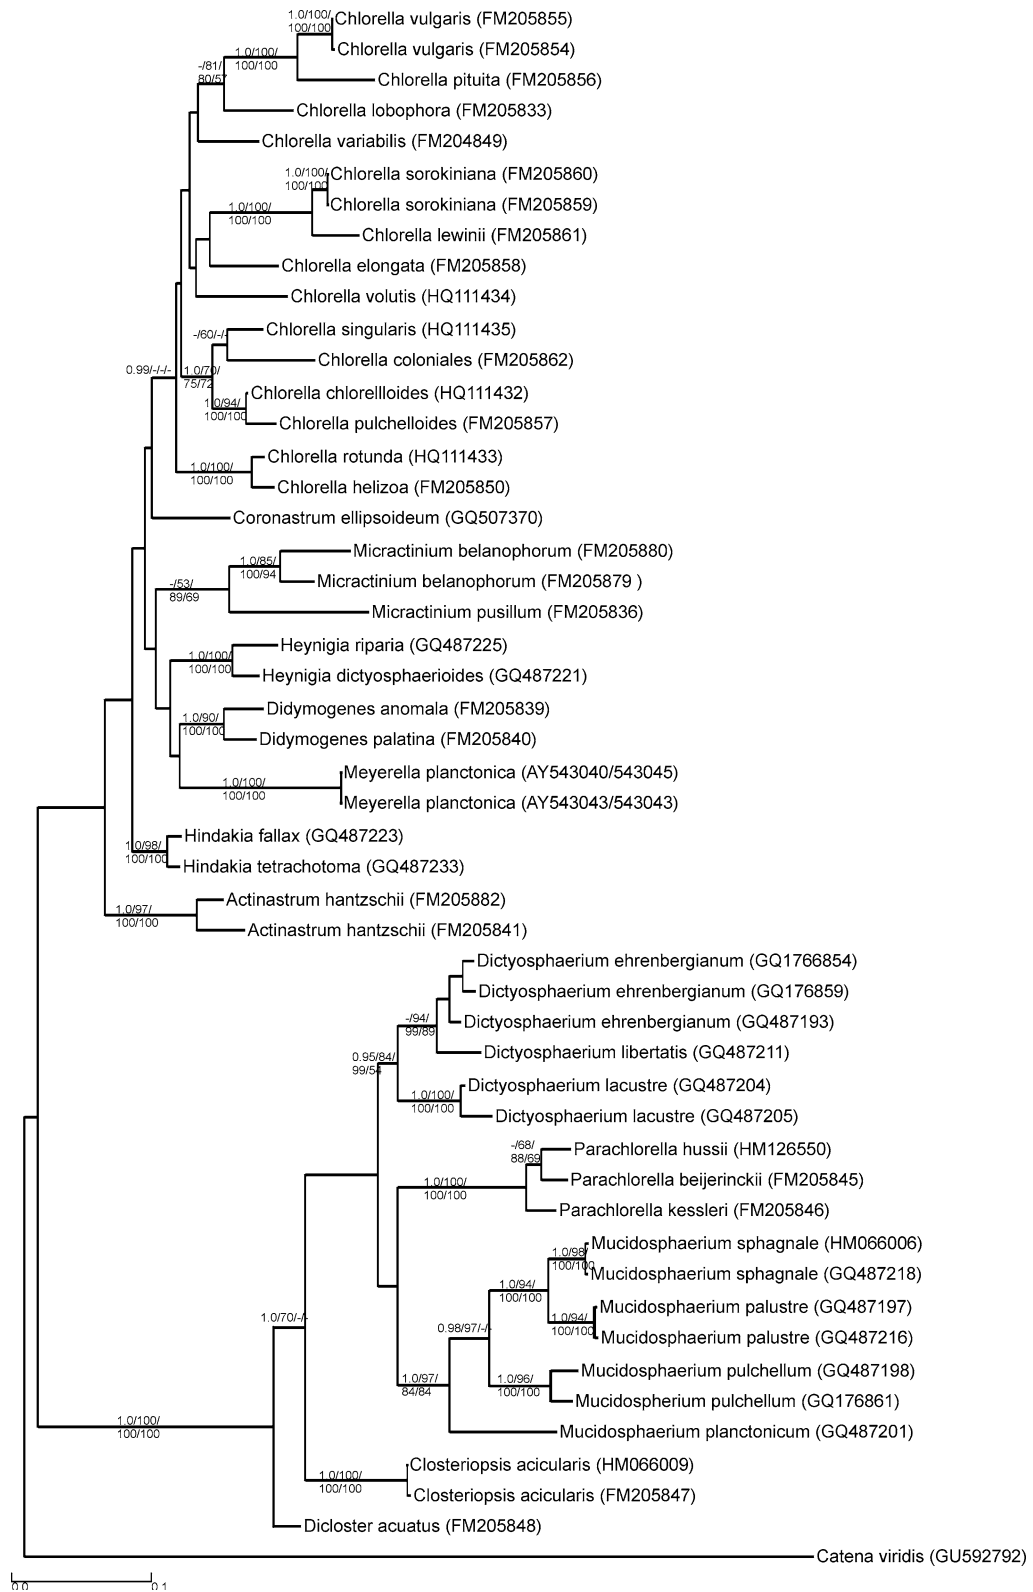 1.0/100/
100/100
Chlorella vulgaris (FM205855)
Chlorella vulgaris (FM205854)
1.0/100/
100/100
Chlorella pituita (FM205856)
-/81/
80/57
Chlorella lobophora (FM205833)
Chlorella variabilis (FM204849)
1.0/100/
100/100
Chlorella sorokiniana (FM205860)
Chlorella sorokiniana (FM205859)
1.0/100/
100/100
Chlorella lewinii (FM205861)
Chlorella elongata (FM205858)
Chlorella volutis (HQ111434)
Chlorella singularis (HQ111435)
-/60/-/-
Chlorella coloniales (FM205862)
0.99/-/-/-
1.0/70/
75/72
Chlorella chlorellloides (HQ111432)
1.0/94/
100/100
Chlorella pulchelloides (FM205857)
Chlorella rotunda (HQ111433)
1.0/100/
100/100
Chlorella helizoa (FM205850)
Coronastrum ellipsoideum (GQ507370)
Micractinium belanophorum (FM205880)
1.0/85/
100/94
Micractinium belanophorum (FM205879 )
-/53/
89/69
Micractinium pusillum (FM205836)
Heynigia riparia (GQ487225)
1.0/100/
100/100
Heynigia dictyosphaerioides (GQ487221)
Didymogenes anomala (FM205839)
1.0/90/
100/100
Didymogenes palatina (FM205840)
Meyerella planctonica (AY543040/543045)
1.0/100/
100/100
Meyerella planctonica (AY543043/543043)
Hindakia fallax (GQ487223)
1.0/98/
100/100
Hindakia tetrachotoma (GQ487233)
Actinastrum hantzschii (FM205882)
1.0/97/
100/100
Actinastrum hantzschii (FM205841)
Dictyosphaerium ehrenbergianum (GQ1766854)
Dictyosphaerium ehrenbergianum (GQ176859)
Dictyosphaerium ehrenbergianum (GQ487193)
-/94/
99/89
Dictyosphaerium libertatis (GQ487211)
0.95/84/
99/54
Dictyosphaerium lacustre (GQ487204)
1.0/100/
100/100
Dictyosphaerium lacustre (GQ487205)
-/68/
88/69
Parachlorella hussii (HM126550)
Parachlorella beijerinckii (FM205845)
1.0/100/
100/100
Parachlorella kessleri (FM205846)
Mucidosphaerium sphagnale (HM066006)
1.0/98/
100/100
Mucidosphaerium sphagnale (GQ487218)
1.0/94/
100/100
Mucidosphaerium palustre (GQ487197)
1.0/94/
100/100
Mucidosphaerium palustre (GQ487216)
1.0/70/-/-
0.98/97/-/-
Mucidosphaerium pulchellum (GQ487198)
1.0/97/
84/84
1.0/96/
100/100
Mucidospherium pulchellum (GQ176861)
1.0/100/
100/100
Mucidosphaerium planctonicum (GQ487201)
Closteriopsis acicularis (HM066009)
1.0/100/
100/100
Closteriopsis acicularis (FM205847)
Dicloster acuatus (FM205848)
Catena viridis (GU592792)
0.0 0.1